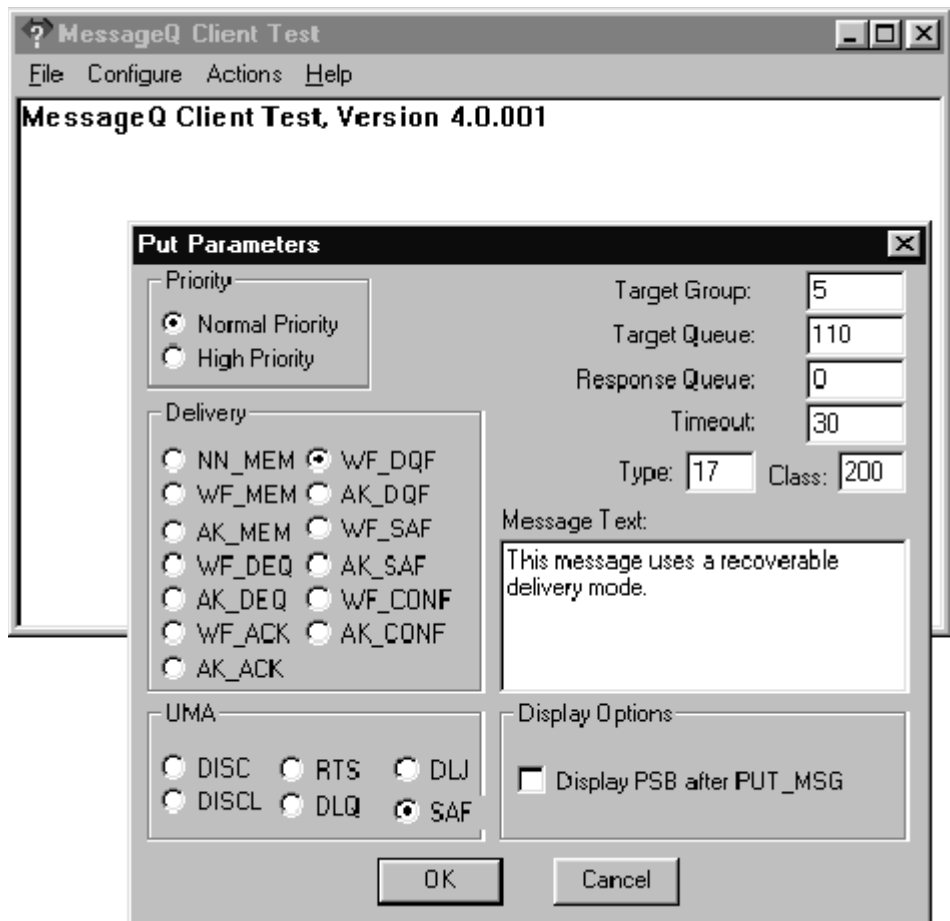 MessageQ Client Test
File Configure Actions Help
MessageQ Client Test, Version 4.0.001
Put Parameters
Priority
Normal Priority
High Priority
Target Group: 5
Target Queue: 110
Response Queue: 0
Timeout: 30
Type: 17 Class: 200
Delivery
NN_MEM WF_DQF
WF_MEM AK_DQF
AK_MEM WF_SAF
WF_DEQ AK_SAF
AK_DEQ WF_CONF
WF_ACK AK_CONF
AK_ACK
Message Text:
This message uses a recoverable
delivery mode.
UMA
DISC RTS DLJ
DISCL DLQ SAF
Display Options
Display PSB after PUT_MSG
OK Cancel